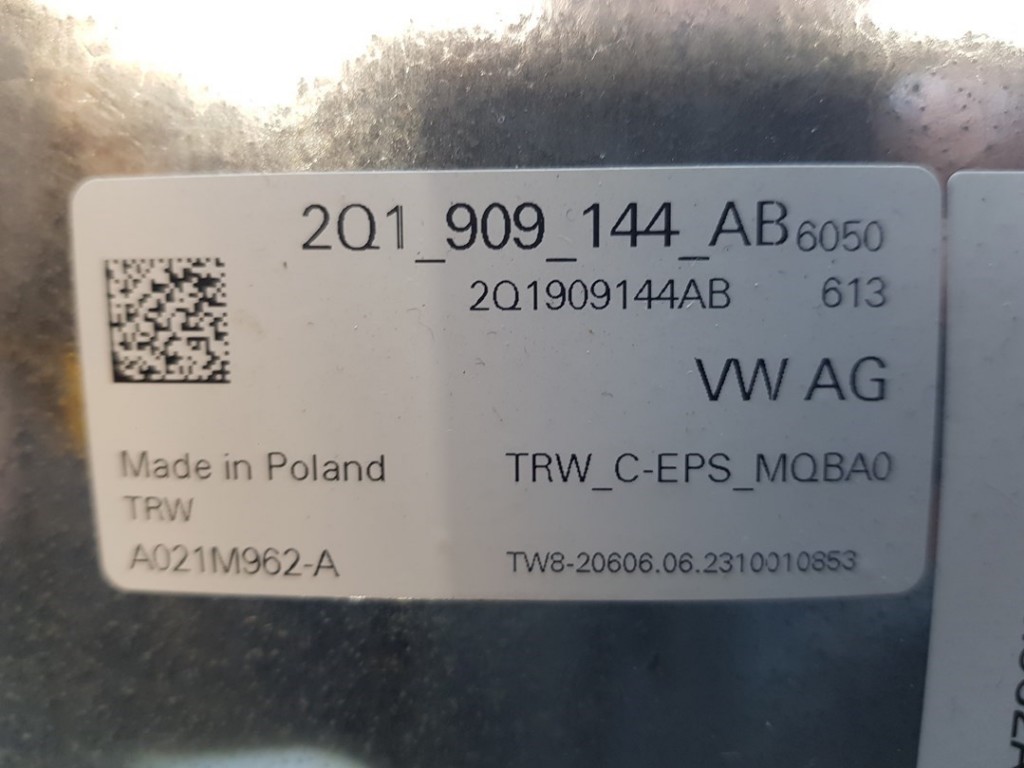 2Q1_909_144_AB 6050
2Q1909144AB 613
VW AG
Made in Poland TRW_C-EPS_MQBA0
TRW
A021M962-A TW8-20606.06.2310010853